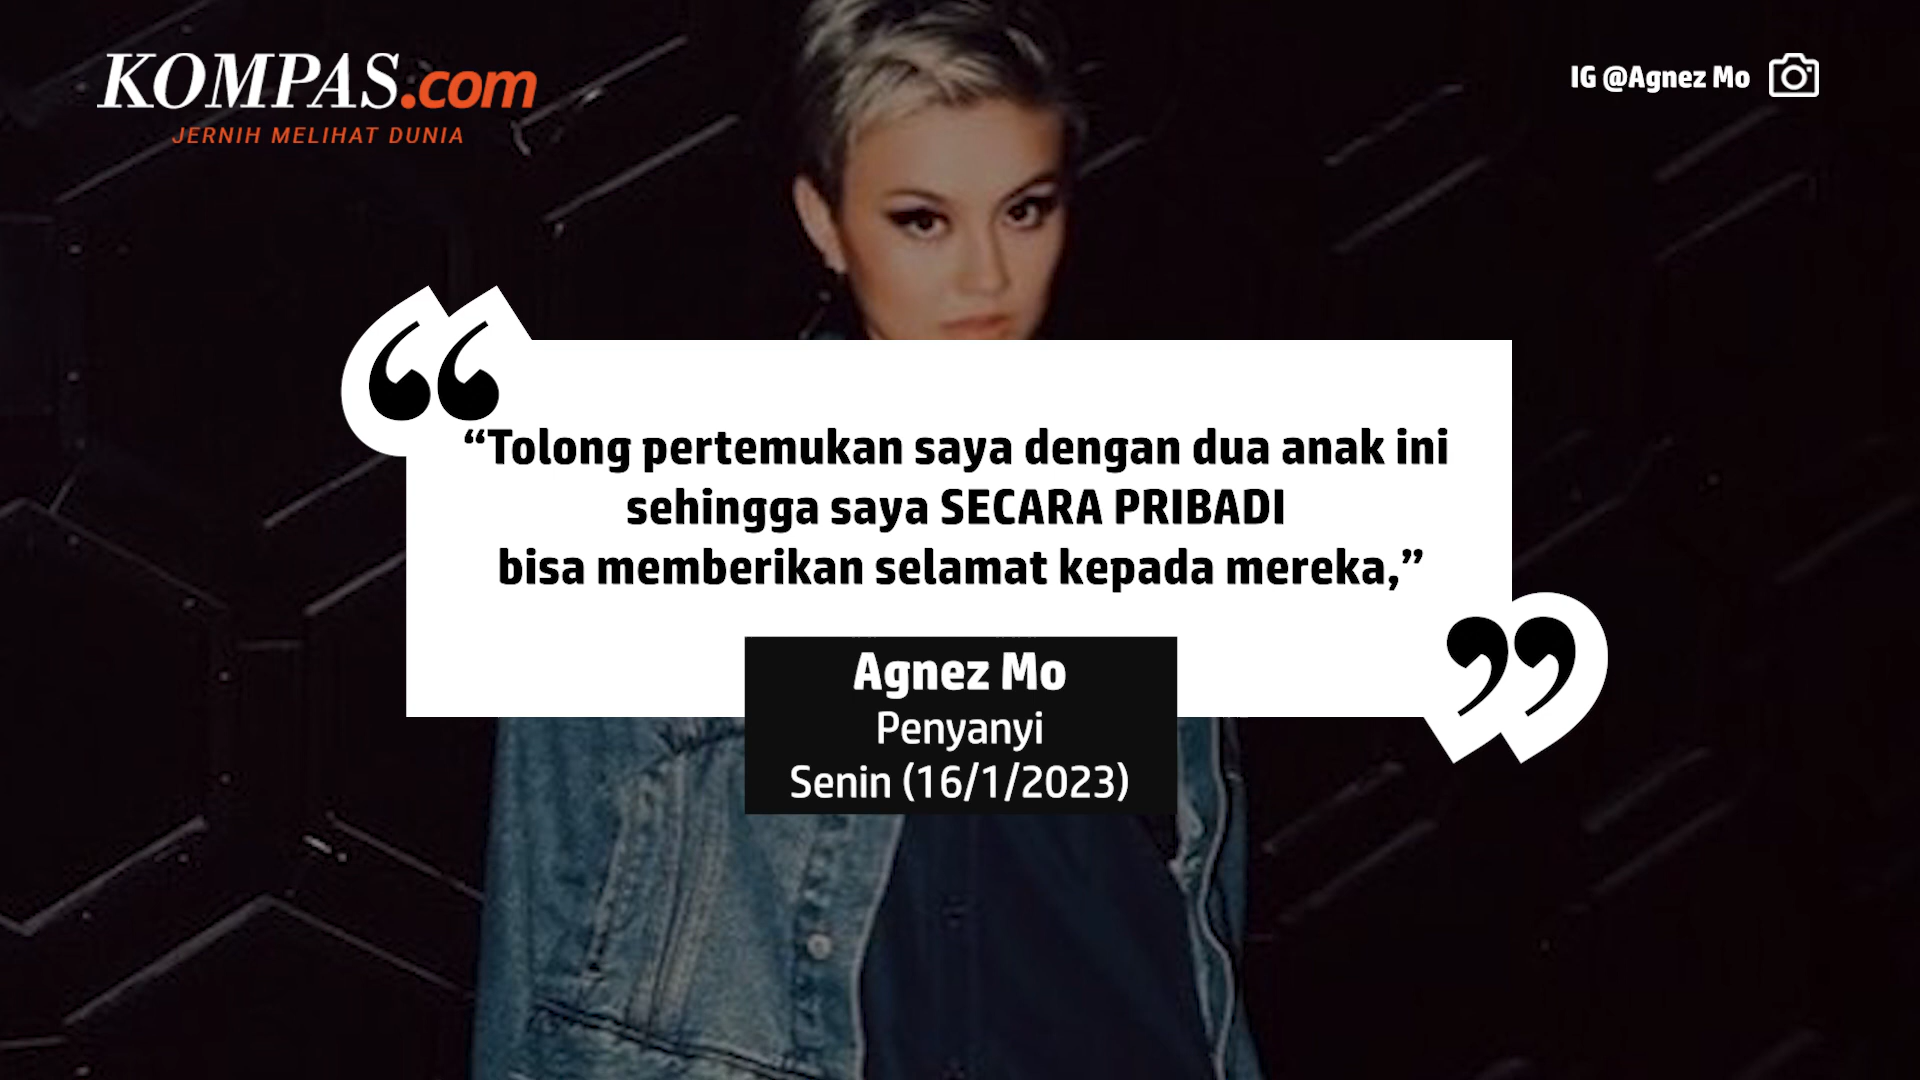 KOMPAS.com
JERNIH MELIHAT DUNIA
IG @Agnez Mo
“Tolong pertemukan saya dengan dua anak ini
sehingga saya SECARA PRIBADI
bisa memberikan selamat kepada mereka,”
Agnez Mo
Penyanyi
Senin (16/1/2023)